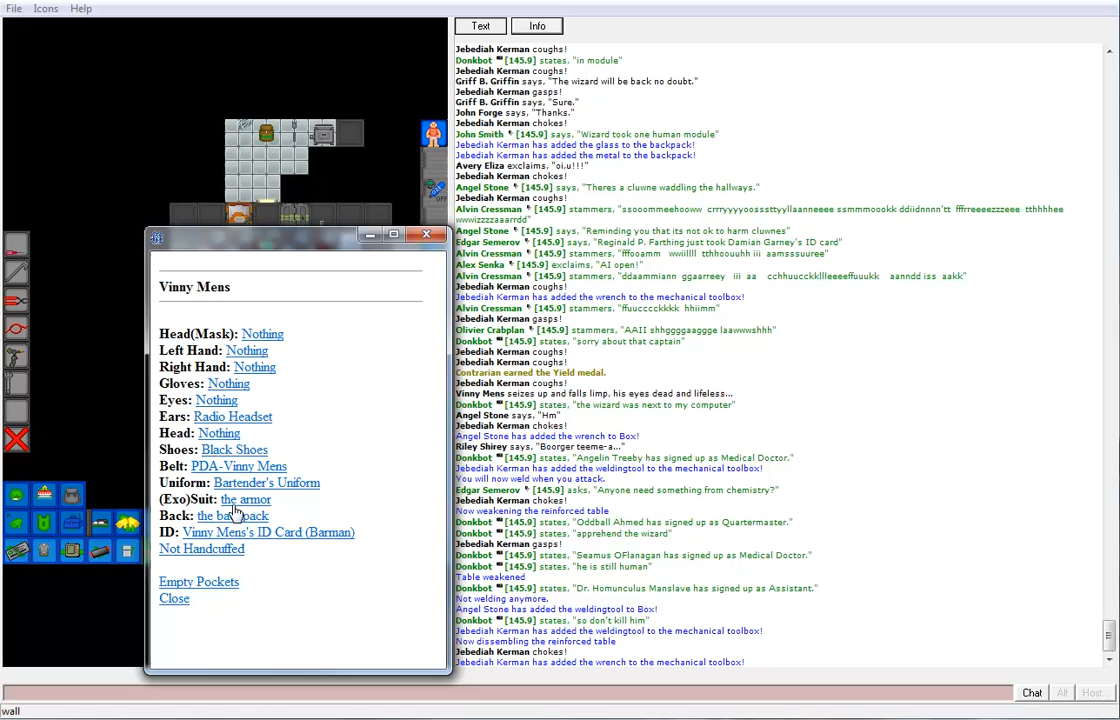 File Icons Help
Text Info
Jebediah Kerman coughs!
Donkbot [145.9] states, "in module"
Jebediah Kerman coughs!
Griff B. Griffin says, "The wizard will be back no doubt."
Jebediah Kerman gasps!
Griff B. Griffin says, "Sure."
John Forge says, "Thanks."
Jebediah Kerman chokes!
John Smith [145.9] says, "Wizard took one human module"
Jebediah Kerman has added the glass to the backpack!
Jebediah Kerman has added the metal to the backpack!
Avery Eliza exclaims, "oi,u!!!"
Jebediah Kerman chokes!
Angel Stone [145.9] says, "Theres a cluwne waddling the hallways."
Jebediah Kerman coughs!
Alvin Cressman [145.9] stammers, "ssoommeehooww crrryyyoosssttyyllaanneeee ssmmmoookk ddiidnnn'tt fffrreeeezzeee tthhhhee
wwwizzzzaaarrdd"
Angel Stone [145.9] says, "Reminding you that its not ok to harm cluwnes"
Edgar Semerov [145.9] says, "Reginald P. Farthing just took Damian Garney's ID card"
Alvin Cressman [145.9] stammers, "fffooamm wwiillll tthhoouuhh iii aamsssuuree"
Alex Senka [145.9] exclaims, "AI open!"
Alvin Cressman [145.9] stammers, "ddaammiann ggaarreey iii aa cchhuucckkllleeeeffuukk aanndd iss aakk"
Jebediah Kerman coughs!
Jebediah Kerman has added the wrench to the mechanical toolbox!
Alvin Cressman [145.9] stammers, "ffuuccckkkk hhiimm"
Jebediah Kerman gasps!
Olivier Crabplan [145.9] stammers, "AAII shhggggaaggge laawwwshhh"
Donkbot [145.9] states, "sorry about that captain"
Jebediah Kerman coughs!
Jebediah Kerman coughs!
Contrarian earned the Yield medal.
Jebediah Kerman coughs!
Vinny Mens seizes up and falls limp, his eyes dead and lifeless...
Donkbot [145.9] states, "the wizard was next to my computer"
Angel Stone says, "Hm"
Jebediah Kerman chokes!
Angel Stone has added the wrench to Box!
Riley Shirey says, "Boorger teeme-a..."
Donkbot [145.9] states, "Angelin Treeby has signed up as Medical Doctor."
Jebediah Kerman has added the weldingtool to the mechanical toolbox!
You will now weld when you attack.
Edgar Semerov [145.9] asks, "Anyone need something from chemistry?"
Jebediah Kerman chokes!
Now weakening the reinforced table
Donkbot [145.9] states, "Oddball Ahmed has signed up as Quartermaster."
Donkbot [145.9] states, "apprehend the wizard"
Jebediah Kerman gasps!
Donkbot [145.9] states, "Seamus OFlanagan has signed up as Medical Doctor."
Donkbot [145.9] states, "he is still human"
Table weakened
Donkbot [145.9] states, "Dr. Homunculus Manslave has signed up as Assistant."
Not welding anymore.
Angel Stone has added the weldingtool to Box!
Donkbot [145.9] states, "so don't kill him"
Jebediah Kerman has added the weldingtool to the mechanical toolbox!
Now dissembling the reinforced table
Jebediah Kerman chokes!
Jebediah Kerman has added the wrench to the mechanical toolbox!
OFF
Vinny Mens
Head(Mask): Nothing
Left Hand: Nothing
Right Hand: Nothing
Gloves: Nothing
Eyes: Nothing
Ears: Radio Headset
Head: Nothing
Shoes: Black Shoes
Belt: PDA-Vinny Mens
Uniform: Bartender's Uniform
(Exo)Suit: the armor
Back: the backpack
ID: Vinny Mens's ID Card (Barman)
Not Handcuffed
Empty Pockets
Close
Chat Alt Host...
wall